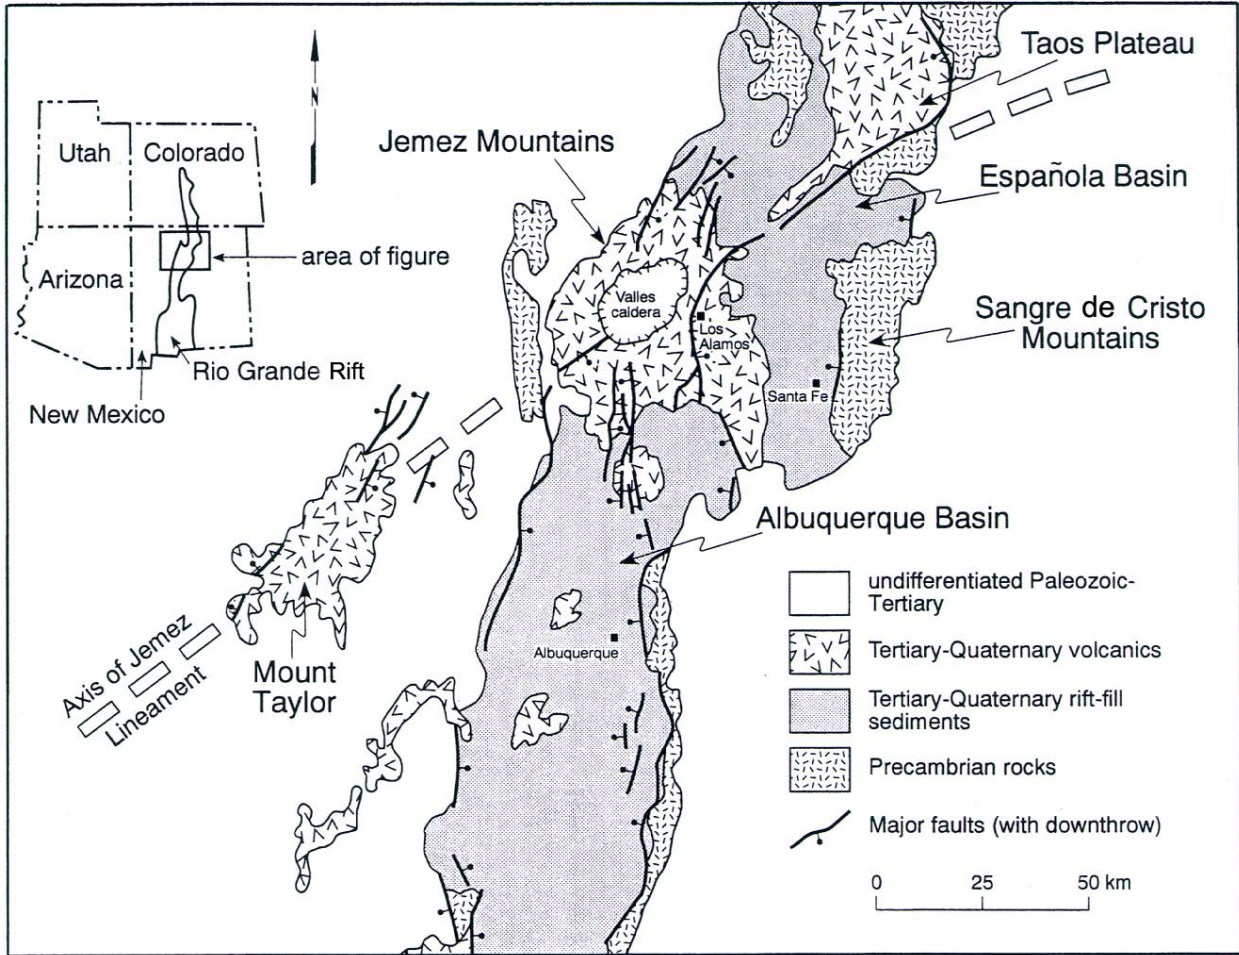 Taos Plateau
N
Jemez Mountains
Utah
Colorado
Española Basin
area of figure
Arizona
Valles
caldera
Los
Alamos
Sangre de Cristo
Mountains
Rio Grande Rift
Santa Fe
New Mexico
Albuquerque Basin
undifferentiated Paleozoic-
Tertiary
Axis of Jemez
Lineament
Albuquerque
Tertiary-Quaternary volcanics
Mount
Taylor
Tertiary-Quaternary rift-fill
sediments
Precambrian rocks
Major faults (with downthrow)
0 25 50 km